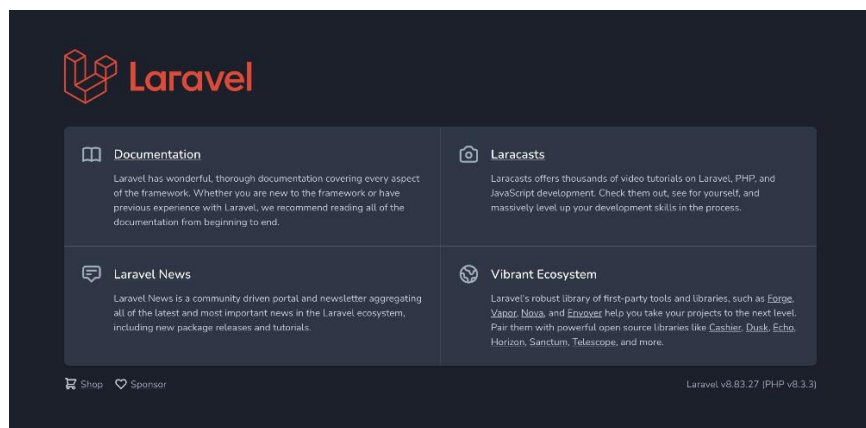 Laravel
Documentation
Laravel has wonderful, thorough documentation covering every aspect
of the framework. Whether you are new to the framework or have
previous experience with Laravel, we recommend reading all of the
documentation from beginning to end.
Laracasts
Laracasts offers thousands of video tutorials on Laravel, PHP, and
JavaScript development. Check them out, see for yourself, and
massively level up your development skills in the process.
Laravel News
Laravel News is a community driven portal and newsletter aggregating
all of the latest and most important news in the Laravel ecosystem,
including new package releases and tutorials.
Vibrant Ecosystem
Laravel's robust library of first-party tools and libraries, such as Forge,
Vapor, Nova, and Envoyer help you take your projects to the next level.
Pair them with powerful open source libraries like Cashier, Dusk, Echo,
Horizon, Sanctum, Telescope, and more.
Shop Sponsor
Laravel v8.83.27 (PHP v8.3.3)